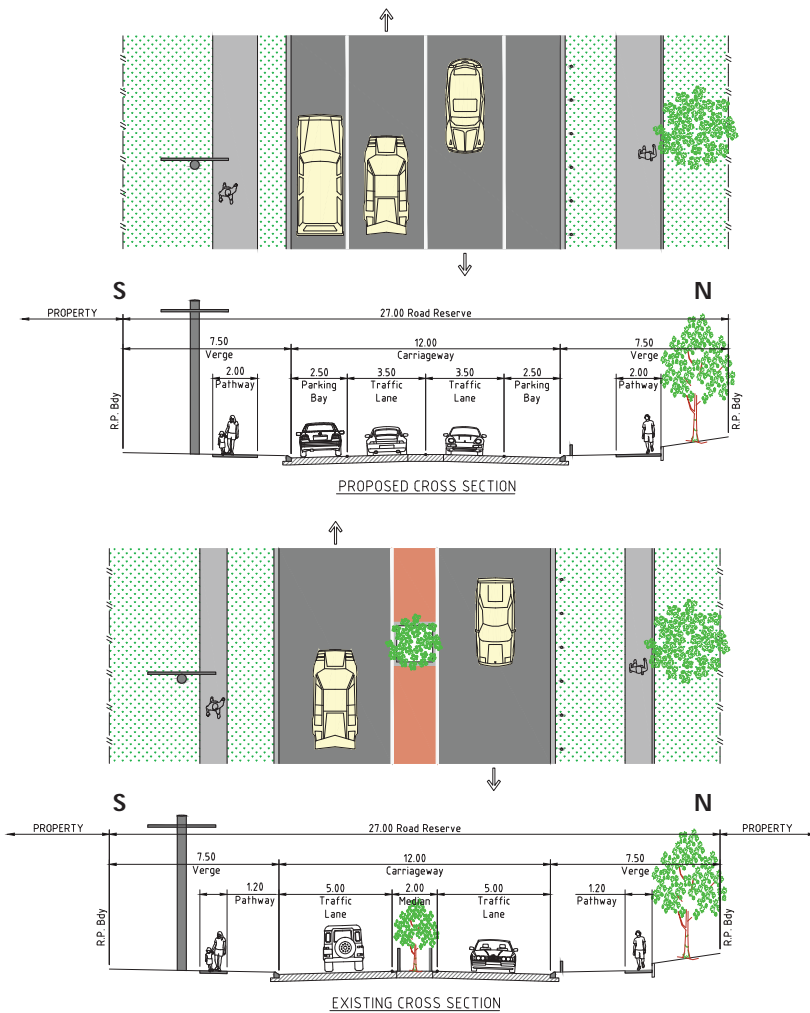 S
N
PROPERTY
27.00 Road Reserve
7.50
Verge
12.00
Carriageway
7.50
Verge
2.00
Pathway
2.50
Parking
Bay
3.50
Traffic
Lane
3.50
Traffic
Lane
2.50
Parking
Bay
2.00
Pathway
R.P. Bdy
R.P. Bdy
PROPOSED CROSS SECTION
S
N
PROPERTY
27.00 Road Reserve
PROPERTY
7.50
Verge
12.00
Carriageway
7.50
Verge
1.20
Pathway
5.00
Traffic
Lane
2.00
Median
5.00
Traffic
Lane
1.20
Pathway
R.P. Bdy
R.P. Bdy
EXISTING CROSS SECTION